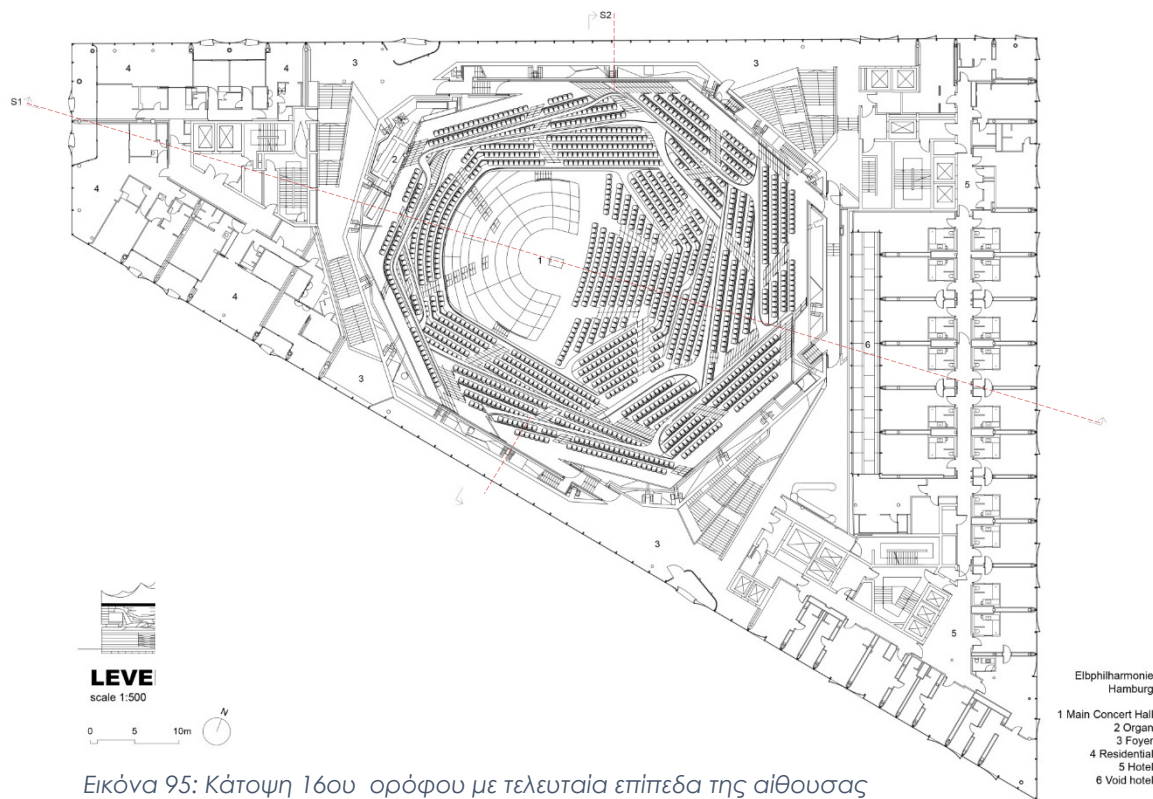 S2
4
4
3
3
S1
2
4
5
1
4
6
3
3
5
LEVE
scale 1:500
0 5 10m
N
Elbphilharmonie
Hamburg
1 Main Concert Hall
2 Organ
3 Foyer
4 Residential
5 Hotel
6 Void hotel
Εικόνα 95: Κάτοψη 16ου ορόφου με τελευταία επίπεδα της αίθουσας